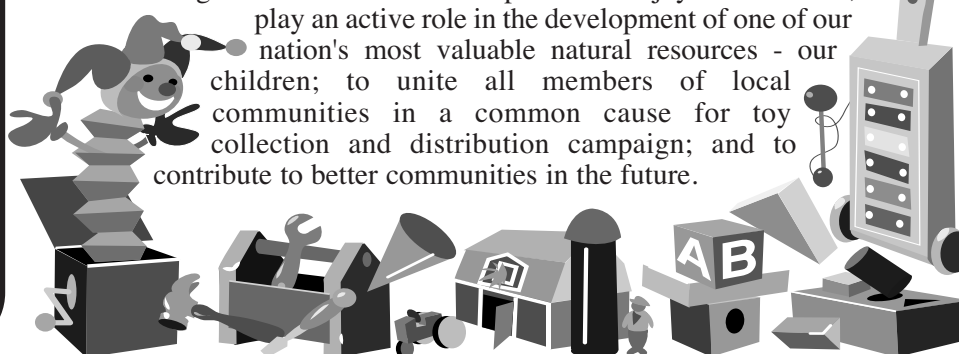 play an active role in the development of one of our
nation's most valuable natural resources - our
children; to unite all members of local
communities in a common cause for toy
collection and distribution campaign; and to
contribute to better communities in the future.
A B